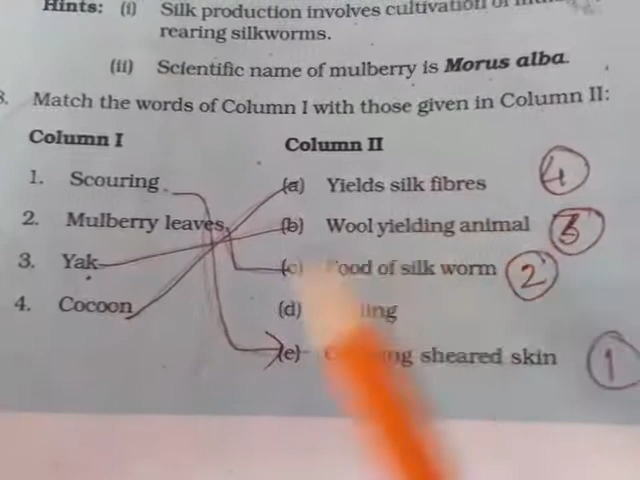 Hints: (i) Silk production involves cultivation of
rearing silkworms.
(ii) Scientific name of mulberry is Morus alba.
8. Match the words of Column I with those given in Column II:
Column I Column II
1. Scouring (a) Yields silk fibres 4
2. Mulberry leaves (b) Wool yielding animal 3
3. Yak (c) Food of silk worm 2
4. Cocoon (d)
(e) sheared skin 1